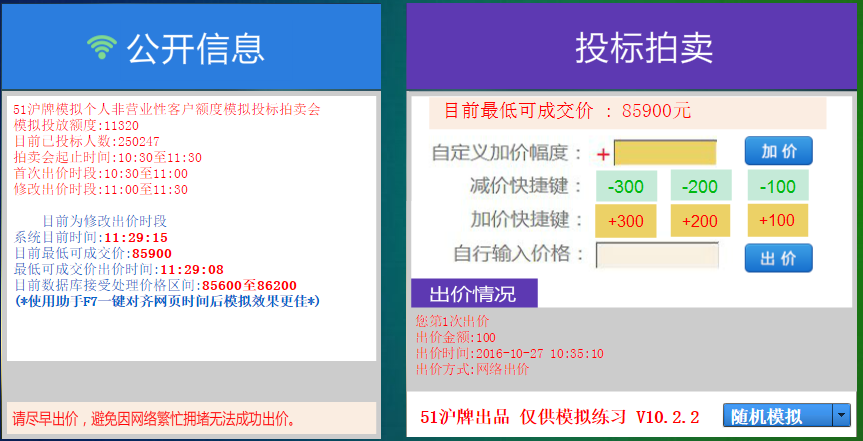 公开信息
51沪牌模拟个人非营业性客户额度模拟投标拍卖会
模拟投放额度:11320
目前已投标人数:250247
拍卖会起止时间:10:30至11:30
首次出价时段:10:30至11:00
修改出价时段:11:00至11:30
目前为修改出价时段
系统目前时间:11:29:15
目前最低可成交价:85900
最低可成交价出价时间:11:29:08
目前数据库接受处理价格区间:85600至86200
(*使用助手F7一键对齐网页时间后模拟效果更佳*)
请尽早出价，避免因网络繁忙拥堵无法成功出价。
投标拍卖
目前最低可成交价 : 85900元
自定义加价幅度： + 加价
减价快捷键： -300 -200 -100
加价快捷键： +300 +200 +100
自行输入价格： 出价
出价情况
您第1次出价
出价金额:100
出价时间:2016-10-27 10:35:10
出价方式:网络出价
51沪牌出品 仅供模拟练习 V10.2.2 随机模拟